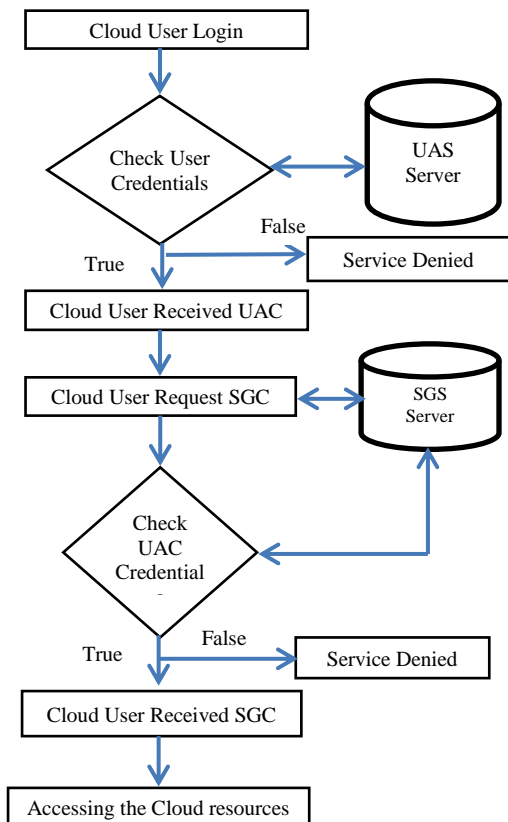 Cloud User Login
Check User
Credentials
UAS
Server
False
True
Service Denied
Cloud User Received UAC
Cloud User Request SGC
SGS
Server
Check
UAC
Credential
True
False
Service Denied
Cloud User Received SGC
Accessing the Cloud resources